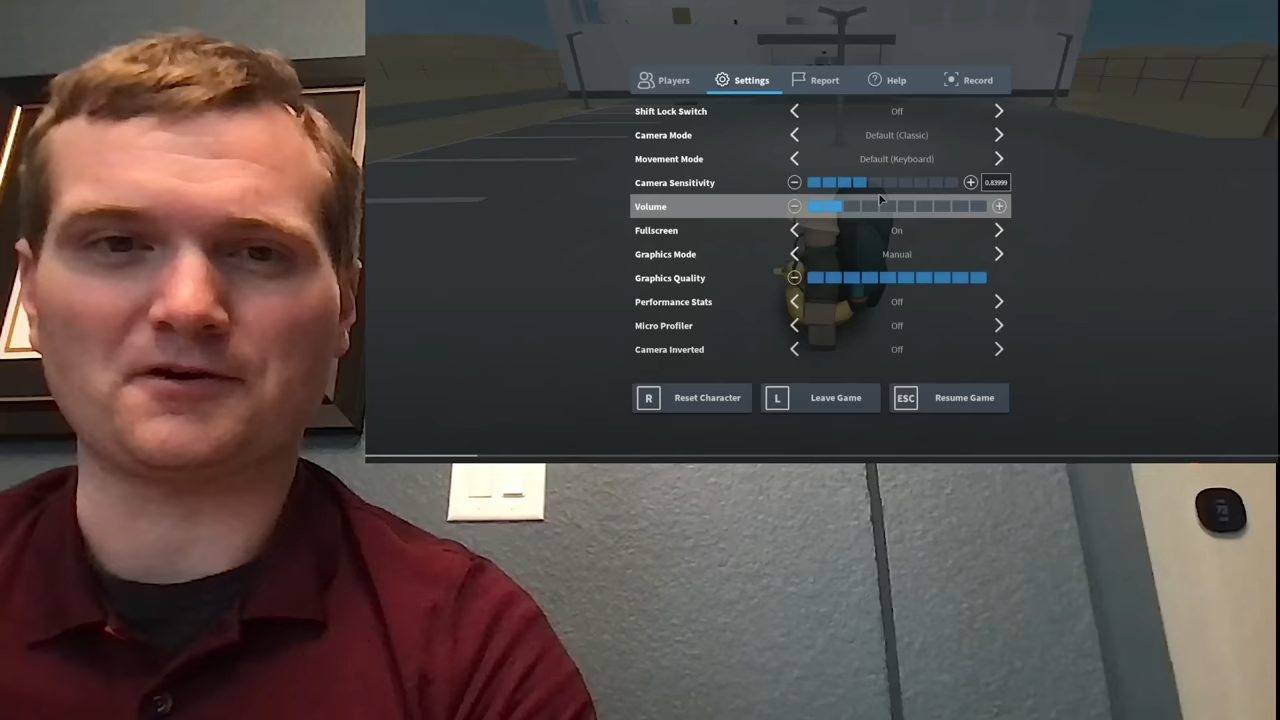 Players Settings Report Help Record
Shift Lock Switch Off
Camera Mode Default (Classic)
Movement Mode Default (Keyboard)
Camera Sensitivity 0.83999
Volume
Fullscreen On
Graphics Mode Manual
Graphics Quality
Performance Stats Off
Micro Profiler Off
Camera Inverted Off
R Reset Character L Leave Game ESC Resume Game
73